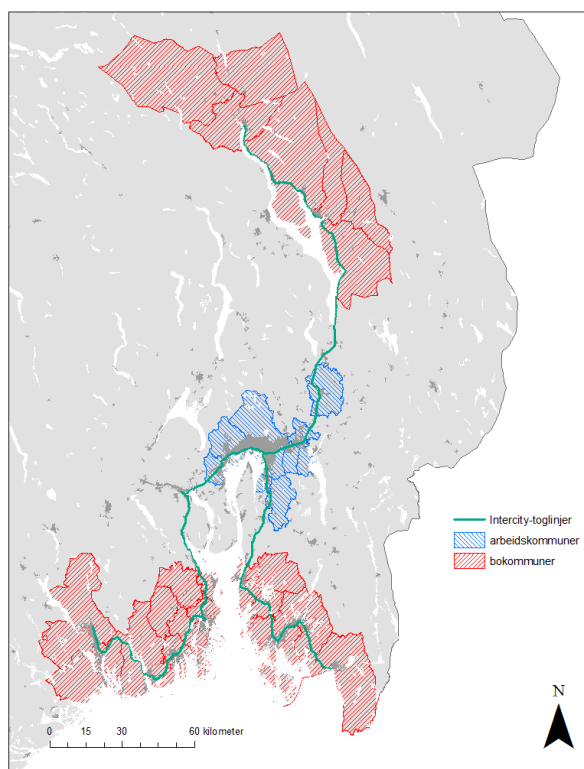 Intercity-toglinjer
arbeidskommuner
bokommuner
N
0 15 30 60 kilometer